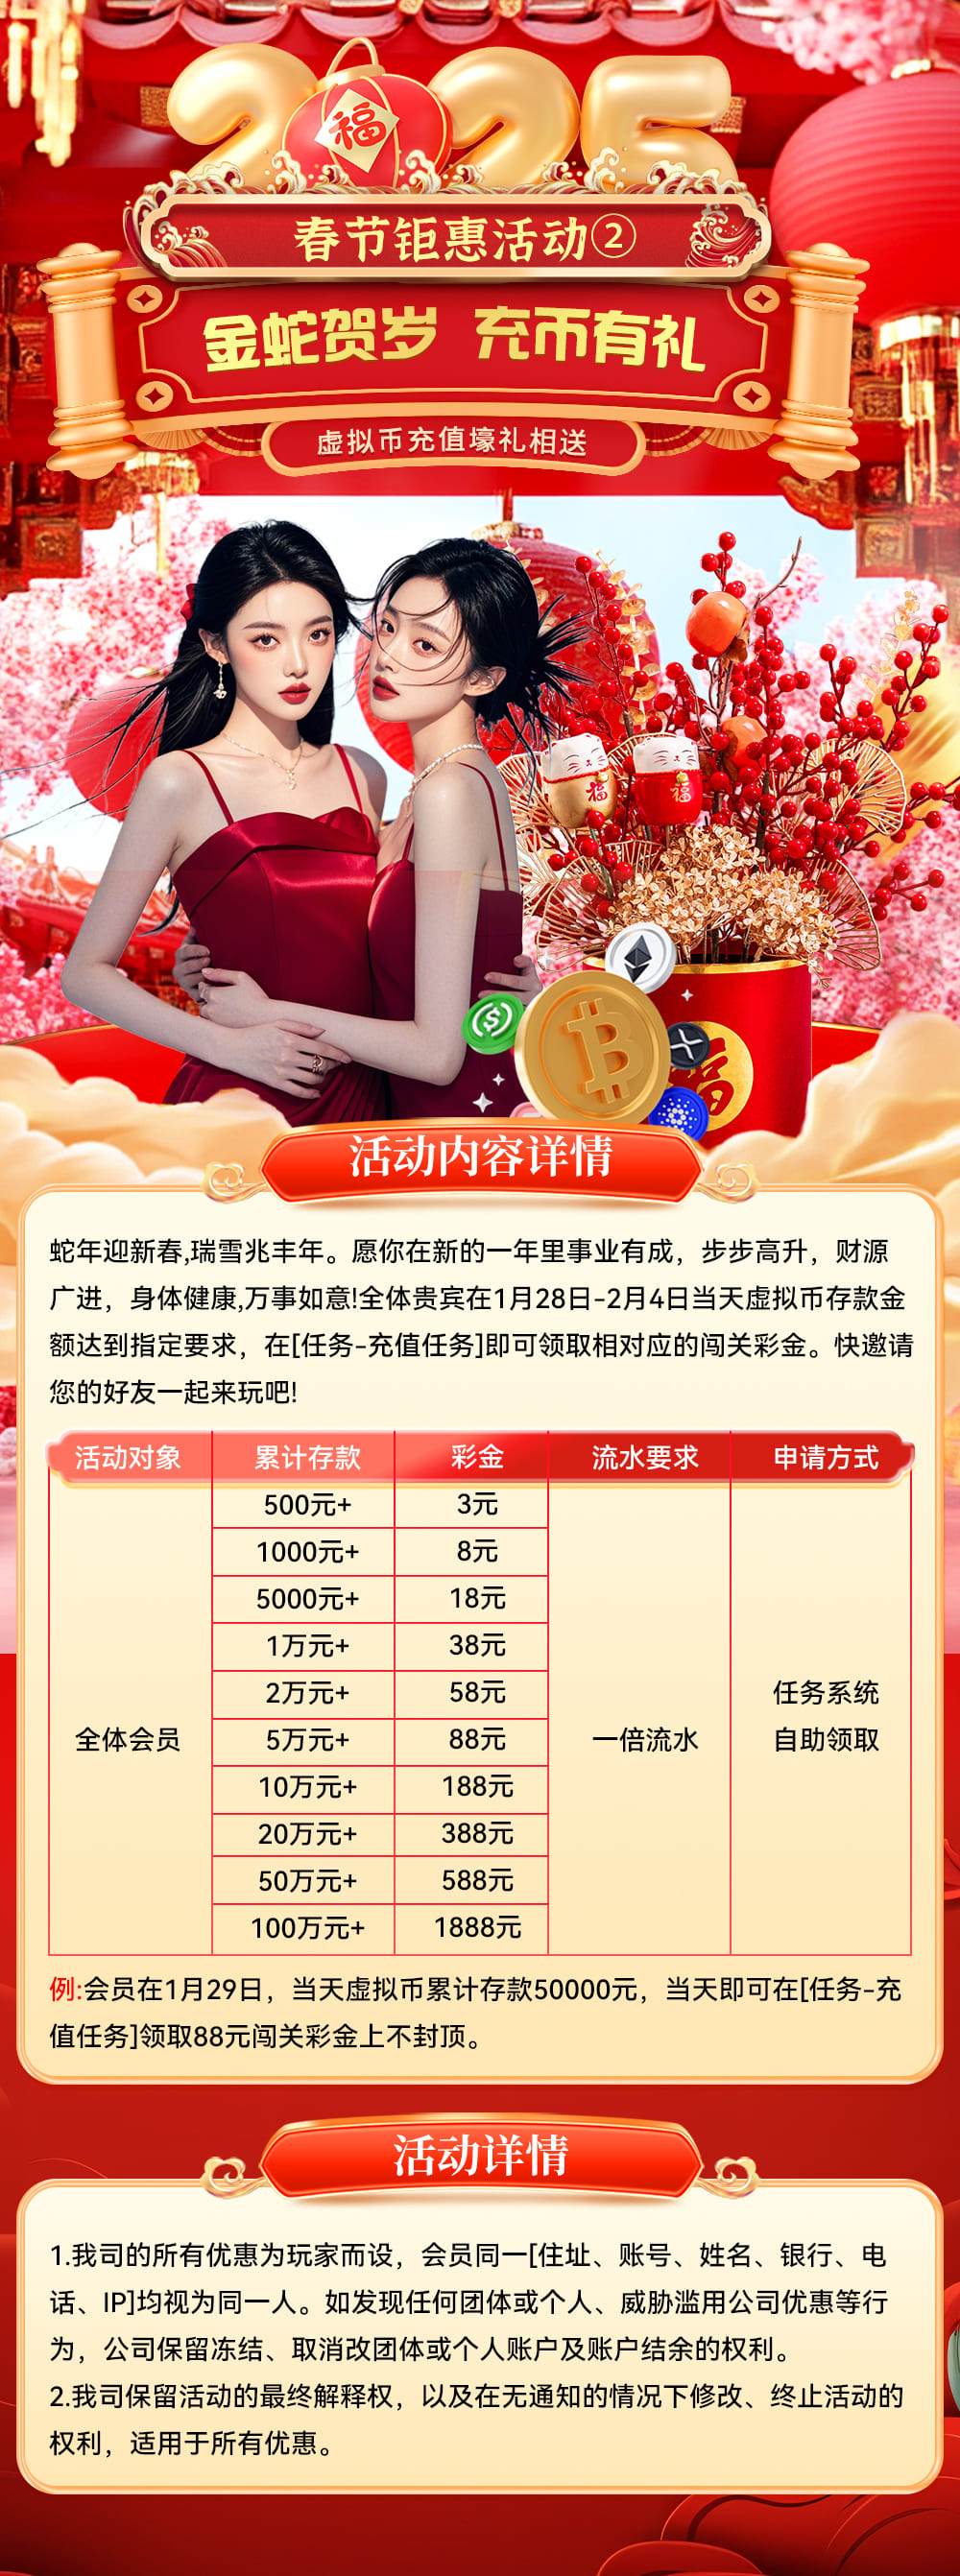 2025
福
春节钜惠活动②
金蛇贺岁 充币有礼
虚拟币充值壕礼相送
福
福
福
活动内容详情
蛇年迎新春,瑞雪兆丰年。愿你在新的一年里事业有成，步步高升，财源
广进，身体健康,万事如意!全体贵宾在1月28日-2月4日当天虚拟币存款金
额达到指定要求，在[任务-充值任务]即可领取相对应的闯关彩金。快邀请
您的好友一起来玩吧!
活动对象 累计存款 彩金 流水要求 申请方式
500元+ 3元
1000元+ 8元
5000元+ 18元
1万元+ 38元
2万元+ 58元
任务系统
全体会员 5万元+ 88元 一倍流水 自助领取
10万元+ 188元
20万元+ 388元
50万元+ 588元
100万元+ 1888元
例:会员在1月29日，当天虚拟币累计存款50000元，当天即可在[任务-充
值任务]领取88元闯关彩金上不封顶。
活动详情
1.我司的所有优惠为玩家而设，会员同一[住址、账号、姓名、银行、电
话、IP]均视为同一人。如发现任何团体或个人、威胁滥用公司优惠等行
为，公司保留冻结、取消改团体或个人账户及账户结余的权利。
2.我司保留活动的最终解释权，以及在无通知的情况下修改、终止活动的
权利，适用于所有优惠。